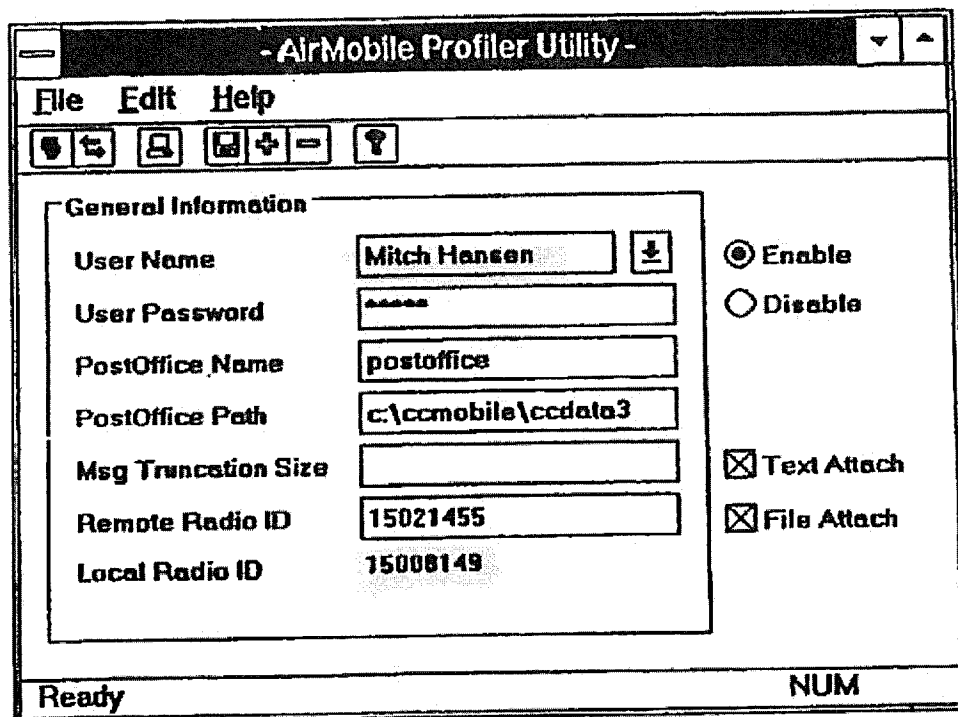 - AirMobile Profiler Utility -
File Edit Help
General Information
User Name Mitch Hansen Enable
User Password ***** Disable
PostOffice Name postoffice
PostOffice Path c:\ccmobile\ccdata3
Msg Truncation Size Text Attach
Remote Radio ID 15021455 File Attach
Local Radio ID 15008149
Ready NUM